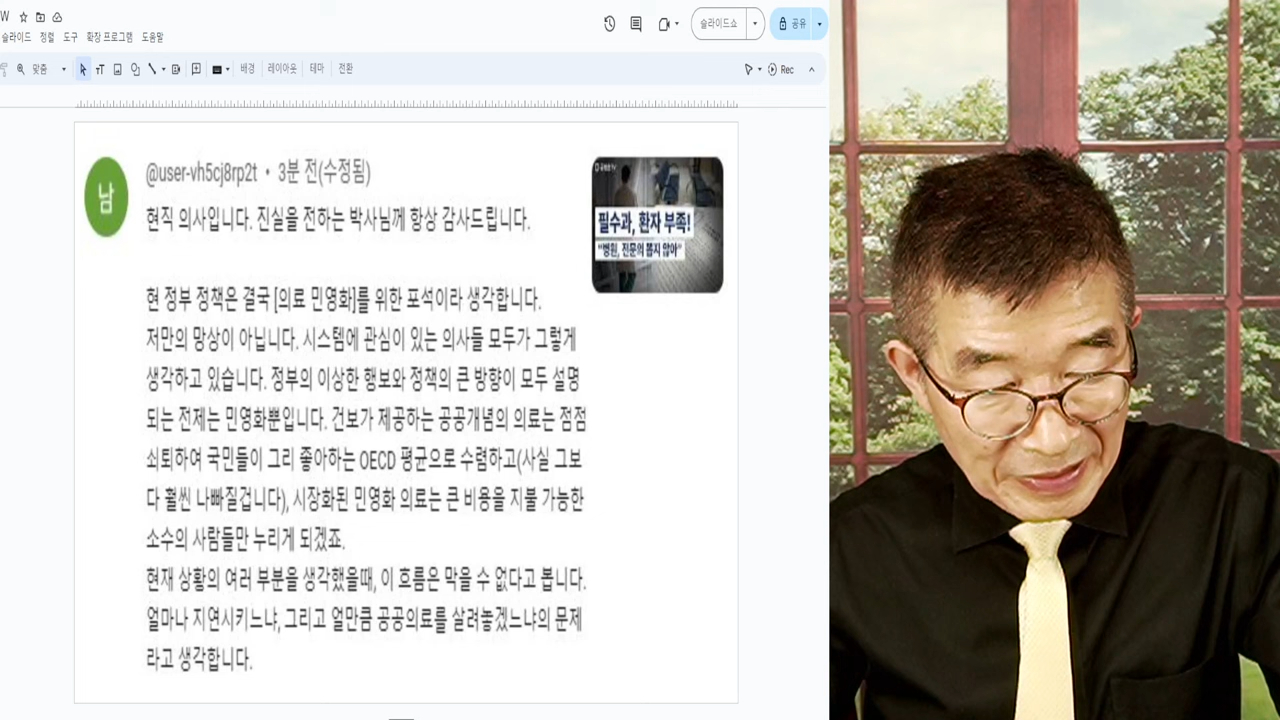 W
슬라이드쇼
공유
슬라이드 정렬 도구 확장 프로그램 도움말
맞춤
배경 레이아웃 테마 전환
Rec
남
@user-vh5cj8rp2t • 3분 전(수정됨)
현직 의사입니다. 진실을 전하는 박사님께 항상 감사드립니다.
필수과, 환자 부족!
"병원, 전문의 뽑지 않아"
현 정부 정책은 결국 [의료 민영화]를 위한 포석이라 생각합니다.
저만의 망상이 아닙니다. 시스템에 관심이 있는 의사들 모두가 그렇게
생각하고 있습니다. 정부의 이상한 행보와 정책의 큰 방향이 모두 설명
되는 전제는 민영화뿐입니다. 건보가 제공하는 공공개념의 의료는 점점
쇠퇴하여 국민들이 그리 좋아하는 OECD 평균으로 수렴하고(사실 그보
다 훨씬 나빠질겁니다), 시장화된 민영화 의료는 큰 비용을 지불 가능한
소수의 사람들만 누리게 되겠죠.
현재 상황의 여러 부분을 생각했을때, 이 흐름은 막을 수 없다고 봅니다.
얼마나 지연시키느냐, 그리고 얼만큼 공공의료를 살려놓겠느냐의 문제
라고 생각합니다.